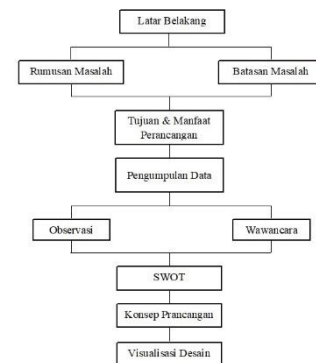 Latar Belakang
Rumusan Masalah
Batasan Masalah
Tujuan & Manfaat
Perancangan
Pengumpulan Data
Observasi
Wawancara
SWOT
Konsep Prancangan
Visualisasi Desain